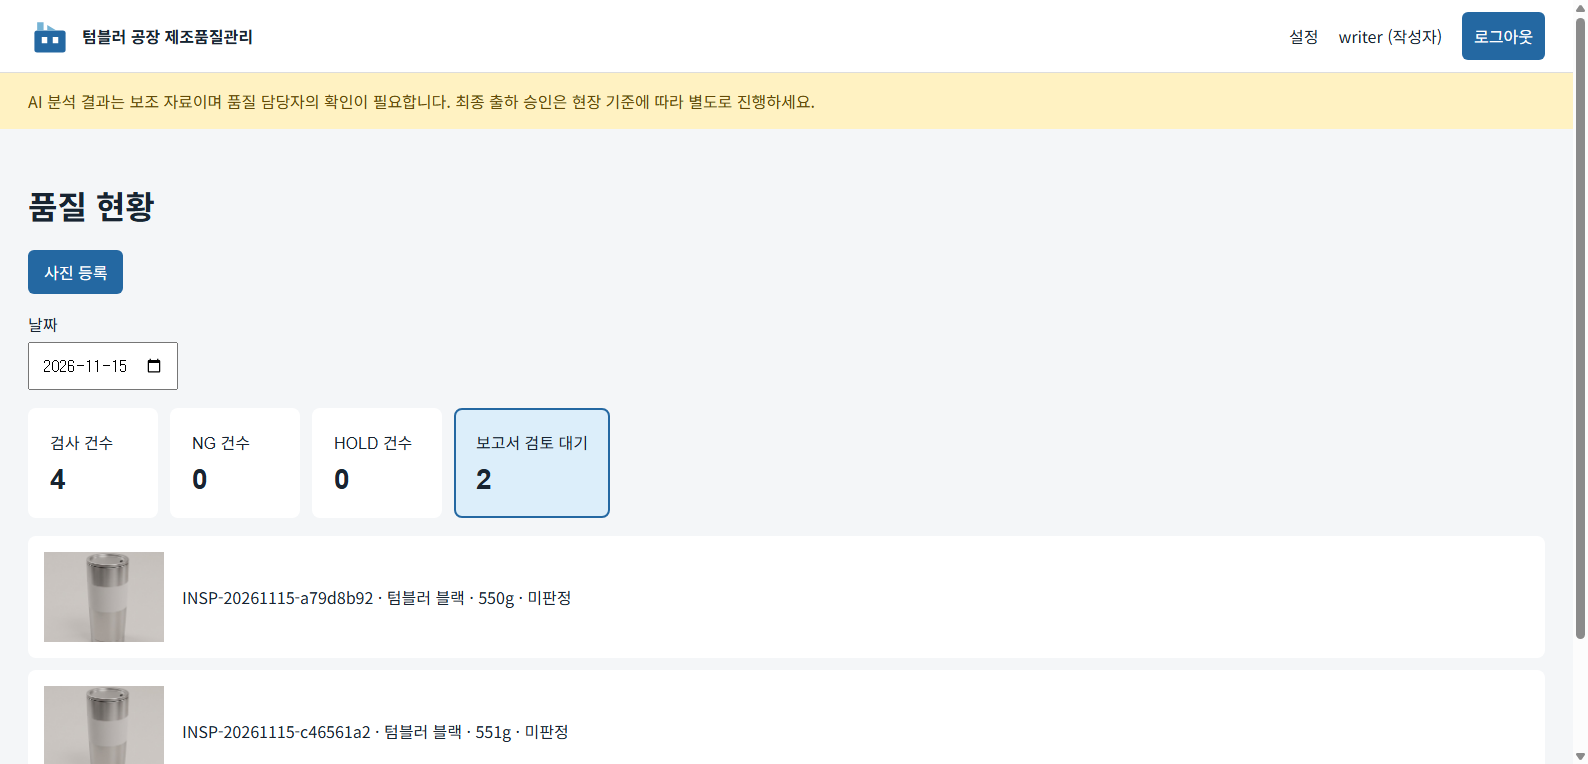 텀블러 공장 제조품질관리
설정
writer (작성자)
로그아웃
AI 분석 결과는 보조 자료이며 품질 담당자의 확인이 필요합니다. 최종 출하 승인은 현장 기준에 따라 별도로 진행하세요.
품질 현황
사진 등록
날짜
2026-11-15
검사 건수
4
NG 건수
0
HOLD 건수
0
보고서 검토 대기
2
INSP-20261115-a79d8b92 · 텀블러 블랙 · 550g · 미판정
INSP-20261115-c46561a2 · 텀블러 블랙 · 551g · 미판정